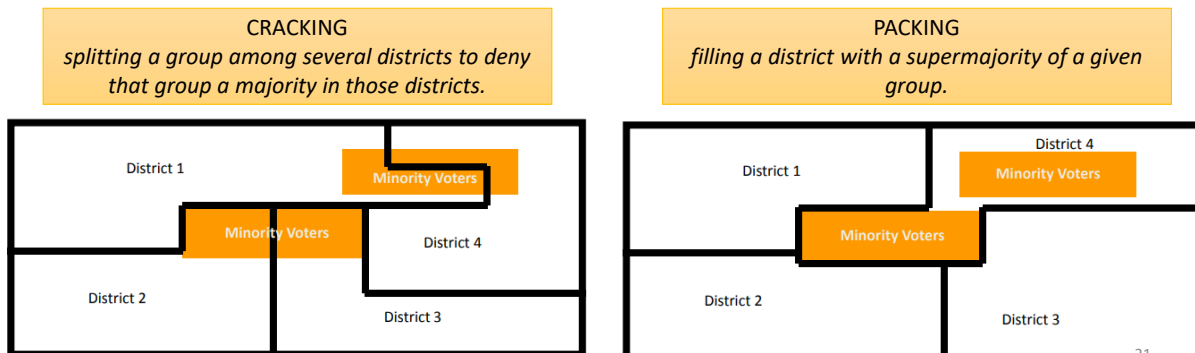 CRACKING
splitting a group among several districts to deny
that group a majority in those districts.
District 1
Minority Voters
Minority Voters
District 4
District 2
District 3
PACKING
filling a district with a supermajority of a given
group.
District 4
District 1
Minority Voters
Minority Voters
District 2
District 3